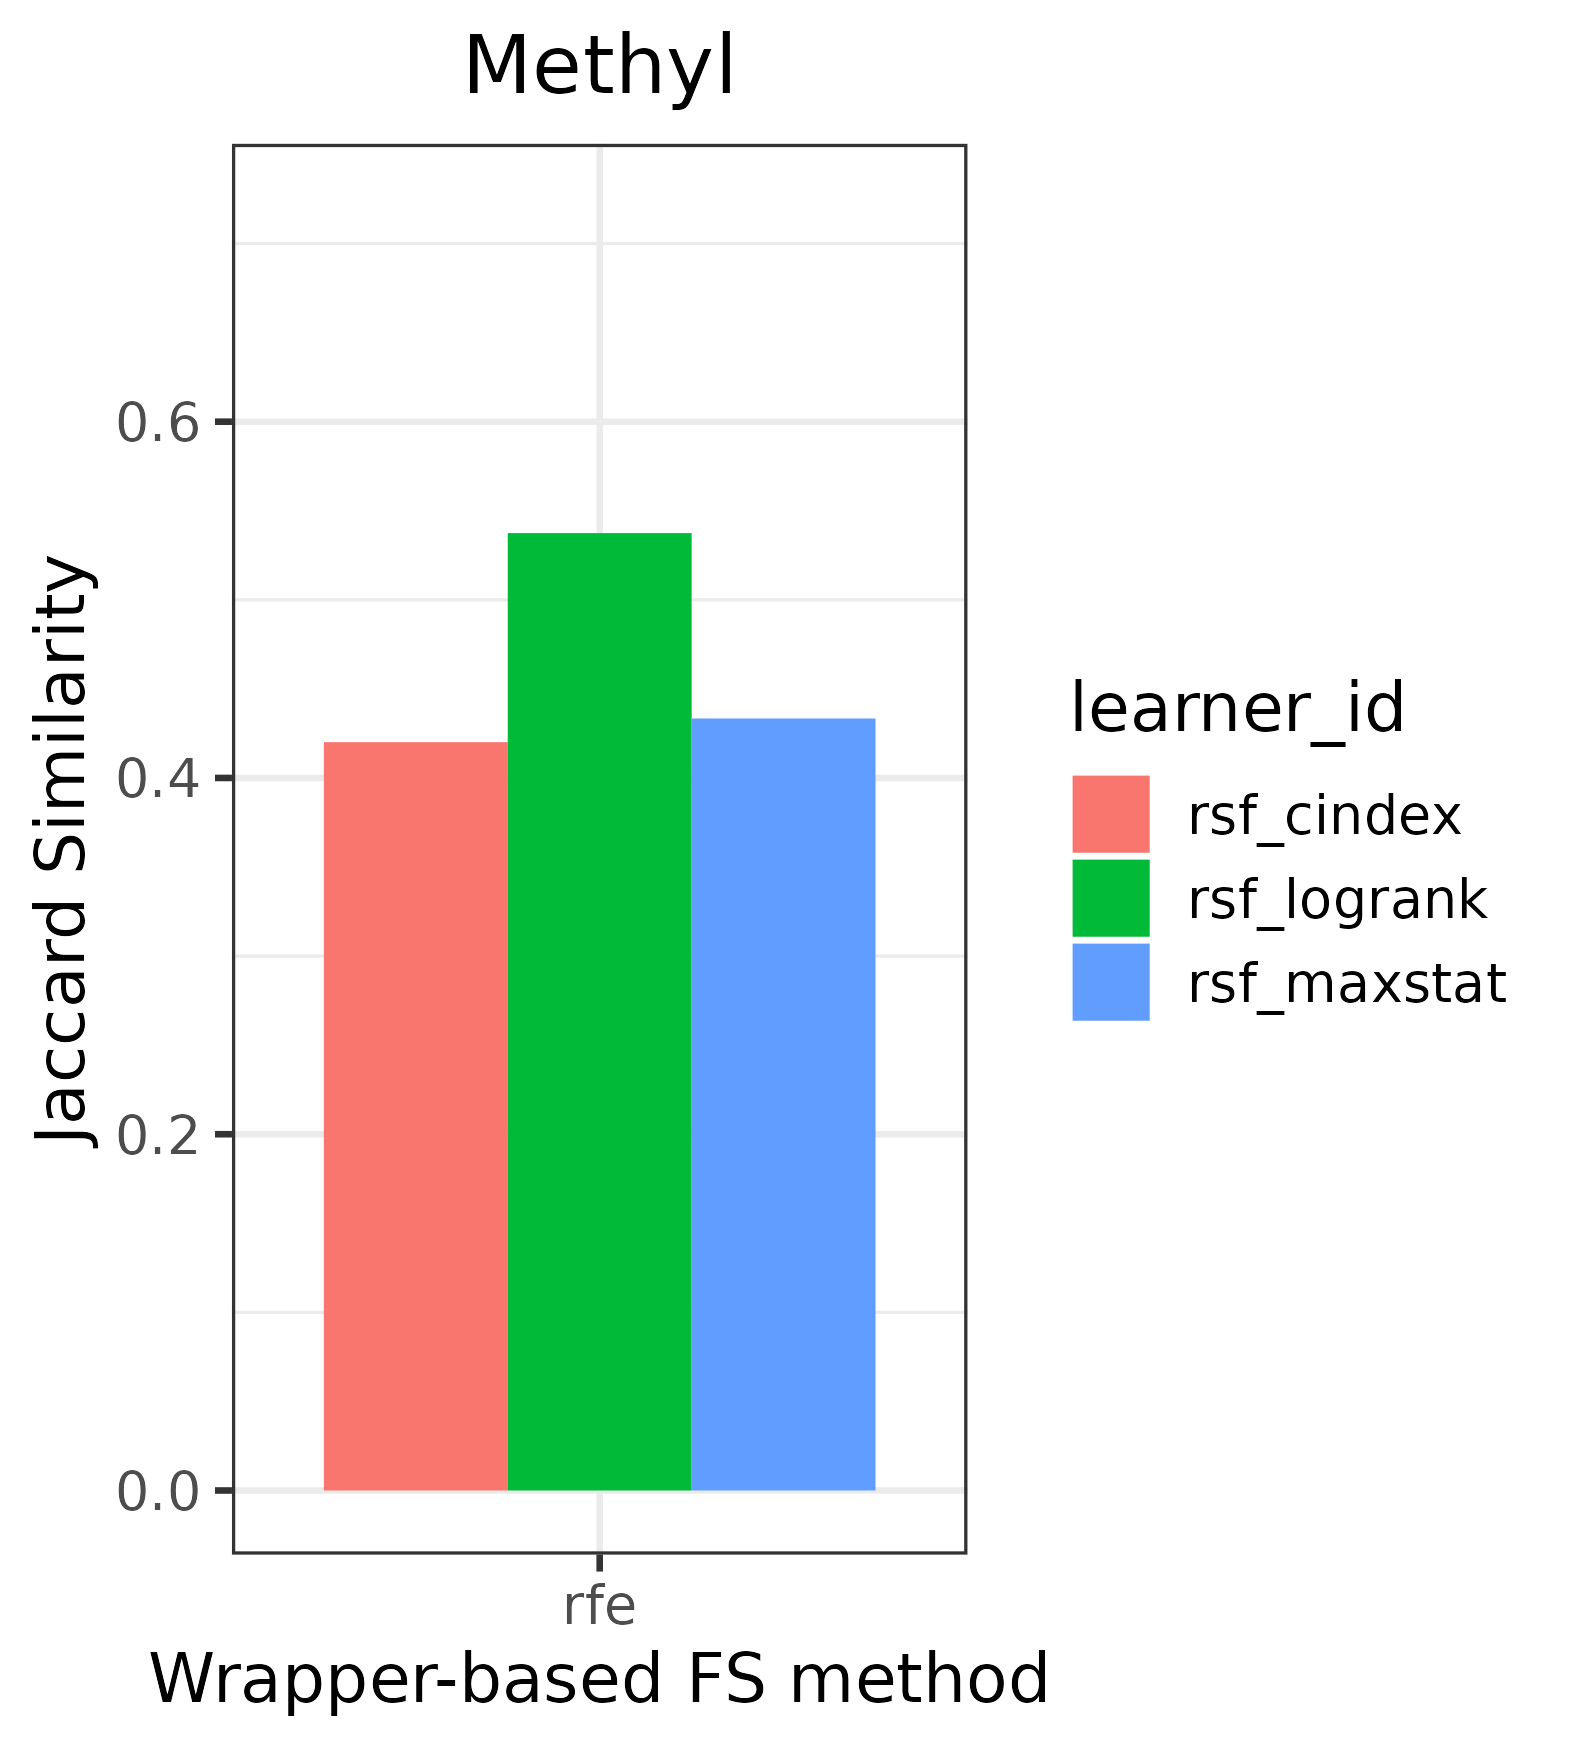 Methyl
Jaccard Similarity
0.6
0.4
0.2
0.0
rfe
Wrapper-based FS method
learner_id
rsf_cindex
rsf_logrank
rsf_maxstat